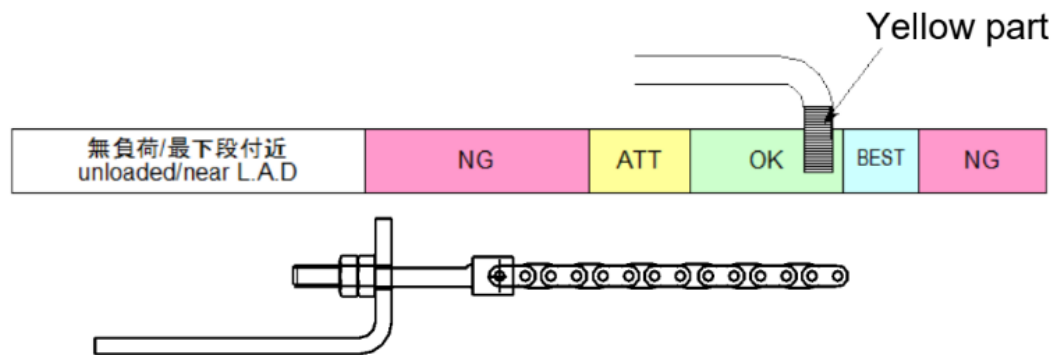 Yellow part
無負荷/最下段付近
unloaded/near L.A.D
NG
ATT
OK
BEST
NG